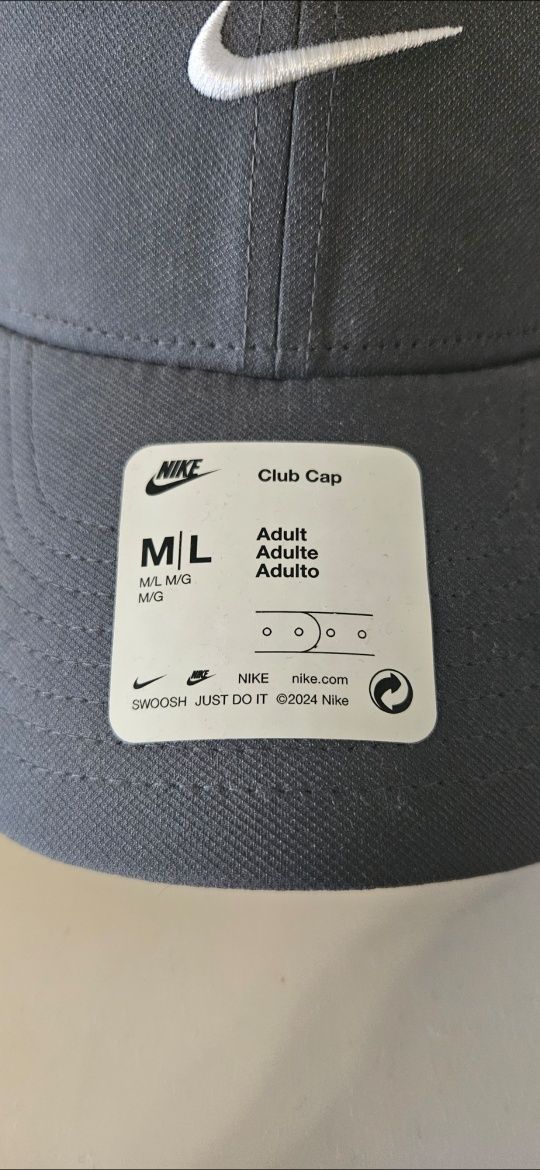 NIKE
Club Cap
M|L
M/L M/G
M/G
Adult
Adulte
Adulto
NIKE NIKE nike.com
SWOOSH JUST DO IT ©2024 Nike